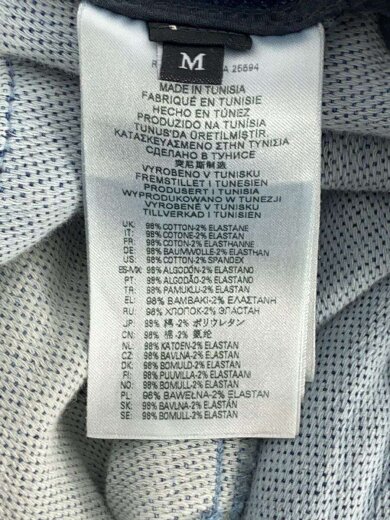 M
25694
MADE IN TUNISIA
FABRIQUÉ EN TUNISIE
HECHO EN TÚNEZ
PRODUZIDO NA TUNÍSIA
TUNUS'DA ÜRETİLMİŞTİR.
ΚΑΤΑΣΚΕΥΑΣΜΕΝΟ ΣΤΗΝ ΤΥΝΙΣΙΑ
СДЕЛАНО В ТУНИСЕ
突尼斯制造
VYROBENO V TUNISKU
FREMSTILLET I TUNESIEN
PRODUSERT I TUNISIA
WYPRODUKOWANO W TUNEZJI
VYROBENÉ V TUNISKU
TILLVERKAD I TUNISIEN
UK: 98% COTTON-2% ELASTANE
IT: 98% COTONE-2% ELASTAN
FR: 98% COTON-2% ELASTHANNE
DE: 98% BAUMWOLLE-2% ELASTHAN
US: 98% COTTON-2% SPANDEX
ES-MX: 98% ALGODÓN-2% ELASTANO
PT: 98% ALGODÃO-2% ELASTANO
TR: 98% PAMUKLU-2% ELASTAN
EL: 98% ΒΑΜΒΑΚΙ-2% ΕΛΑΣΤΑΝΗ
RU: 98% ХЛОПОК-2% ЭЛАСТАН
JP: 98% 綿-2% ポリウレタン
CN: 98% 棉-2% 氨纶
NL: 98% KATOEN-2% ELASTAN
CZ: 98% BAVLNA-2% ELASTAN
DK: 98% BOMULD-2% ELASTAN
FI: 98% PUUVILLA-2% ELASTAANI
NO: 98% BOMULL-2% ELASTAN
PL: 98% BAWEŁNA-2% ELASTAN
SK: 98% BAVLNA-2% ELASTAN
SE: 98% BOMULL-2% ELASTAN